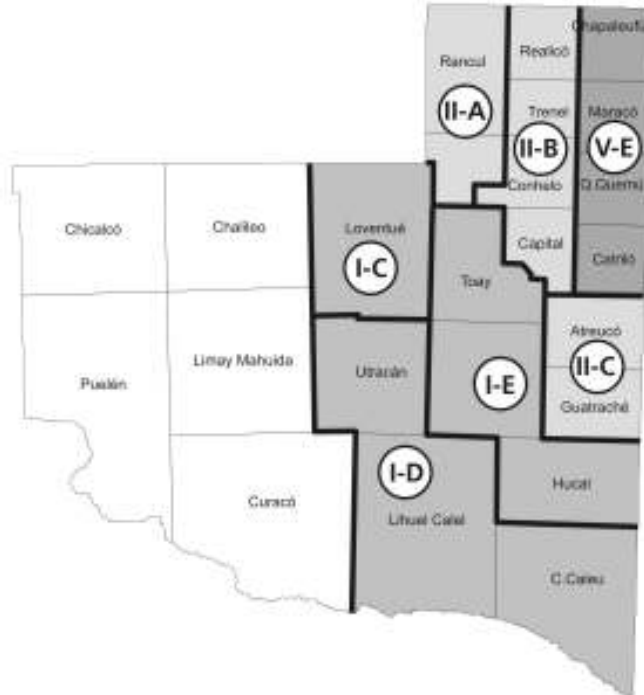 Chapaleufú
Realicó
Rancul
II-A
Trenel
Maracó
II-B
V-E
Conhelo
Q.Quemú
Chicalcó
Chalileo
Loventué
Capital
I-C
Catriló
Toay
Atreucó
Limay Mahuida
Utracán
II-C
Puelén
I-E
Guatraché
I-D
Hucal
Curacó
Lihuel Calel
C.Caleu